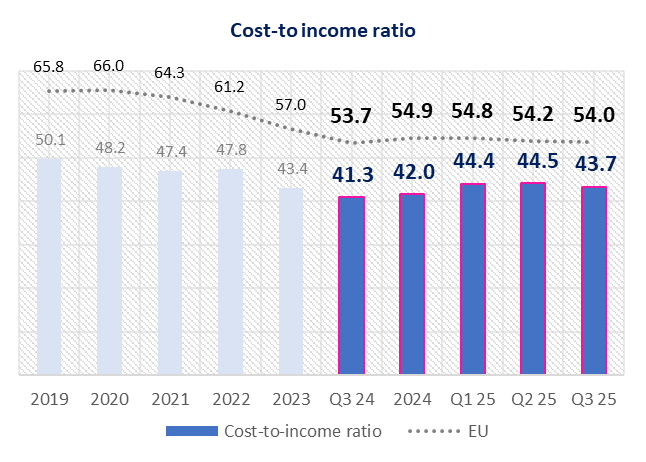 Cost-to income ratio
65.8 66.0 64.3 61.2 57.0 53.7 54.9 54.8 54.2 54.0
50.1 48.2 47.4 47.8 43.4 41.3 42.0 44.4 44.5 43.7
2019 2020 2021 2022 2023 Q3 24 2024 Q1 25 Q2 25 Q3 25
Cost-to-income ratio EU